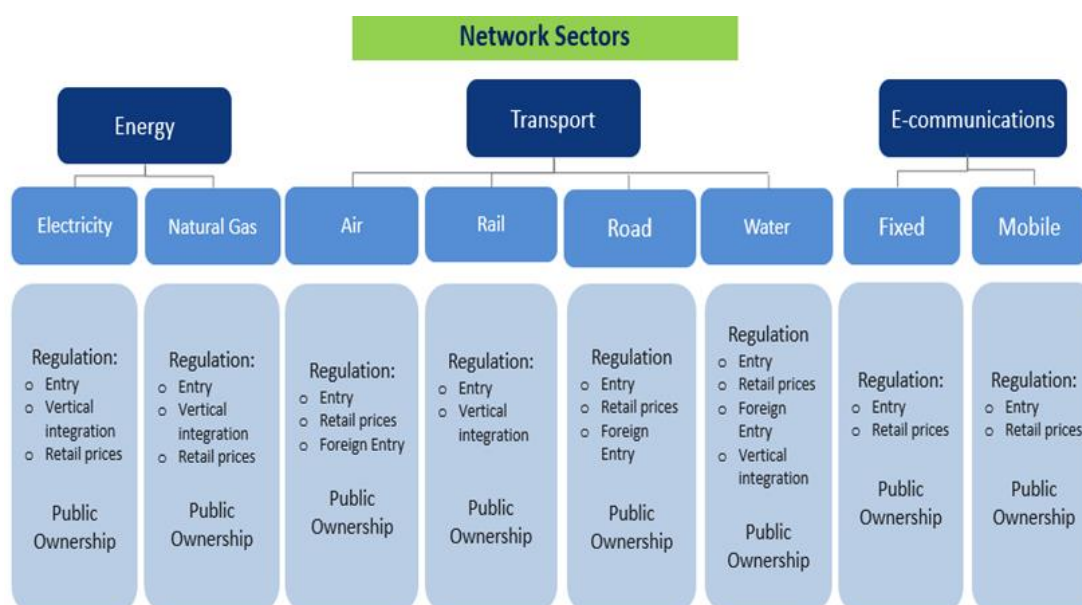 Network Sectors
Energy
Transport
E-communications
Electricity
Natural Gas
Air
Rail
Road
Water
Fixed
Mobile
Regulation:
o Entry
o Vertical
integration
o Retail prices
Public
Ownership
Regulation:
o Entry
o Vertical
integration
o Retail prices
Public
Ownership
Regulation:
o Entry
o Retail prices
o Foreign Entry
Public
Ownership
Regulation:
o Entry
o Vertical
integration
Public
Ownership
Regulation
o Entry
o Retail prices
o Foreign
Entry
Public
Ownership
Regulation
o Entry
o Retail prices
o Foreign
Entry
o Vertical
integration
Public
Ownership
Regulation:
o Entry
o Retail prices
Public
Ownership
Regulation:
o Entry
o Retail prices
Public
Ownership